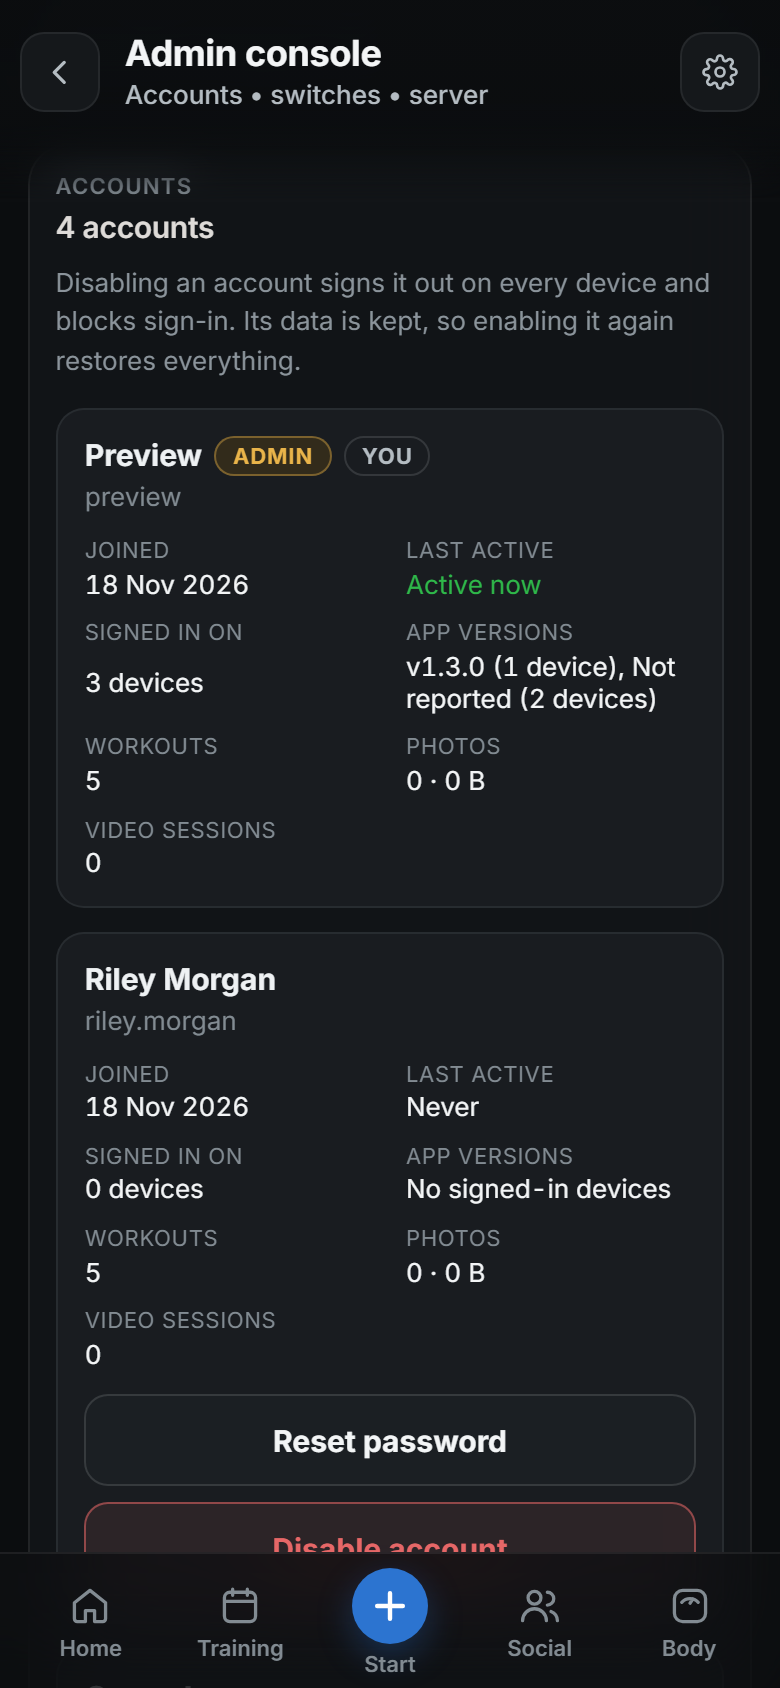 Admin console
Accounts • switches • server
ACCOUNTS
4 accounts
Disabling an account signs it out on every device and
blocks sign-in. Its data is kept, so enabling it again
restores everything.
Preview ADMIN YOU
preview
JOINED LAST ACTIVE
18 Nov 2026 Active now
SIGNED IN ON APP VERSIONS
3 devices v1.3.0 (1 device), Not
reported (2 devices)
WORKOUTS PHOTOS
5 0 · 0 B
VIDEO SESSIONS
0
Riley Morgan
riley.morgan
JOINED LAST ACTIVE
18 Nov 2026 Never
SIGNED IN ON APP VERSIONS
0 devices No signed-in devices
WORKOUTS PHOTOS
5 0 · 0 B
VIDEO SESSIONS
0
Reset password
Disable account
Home Training Start Social Body